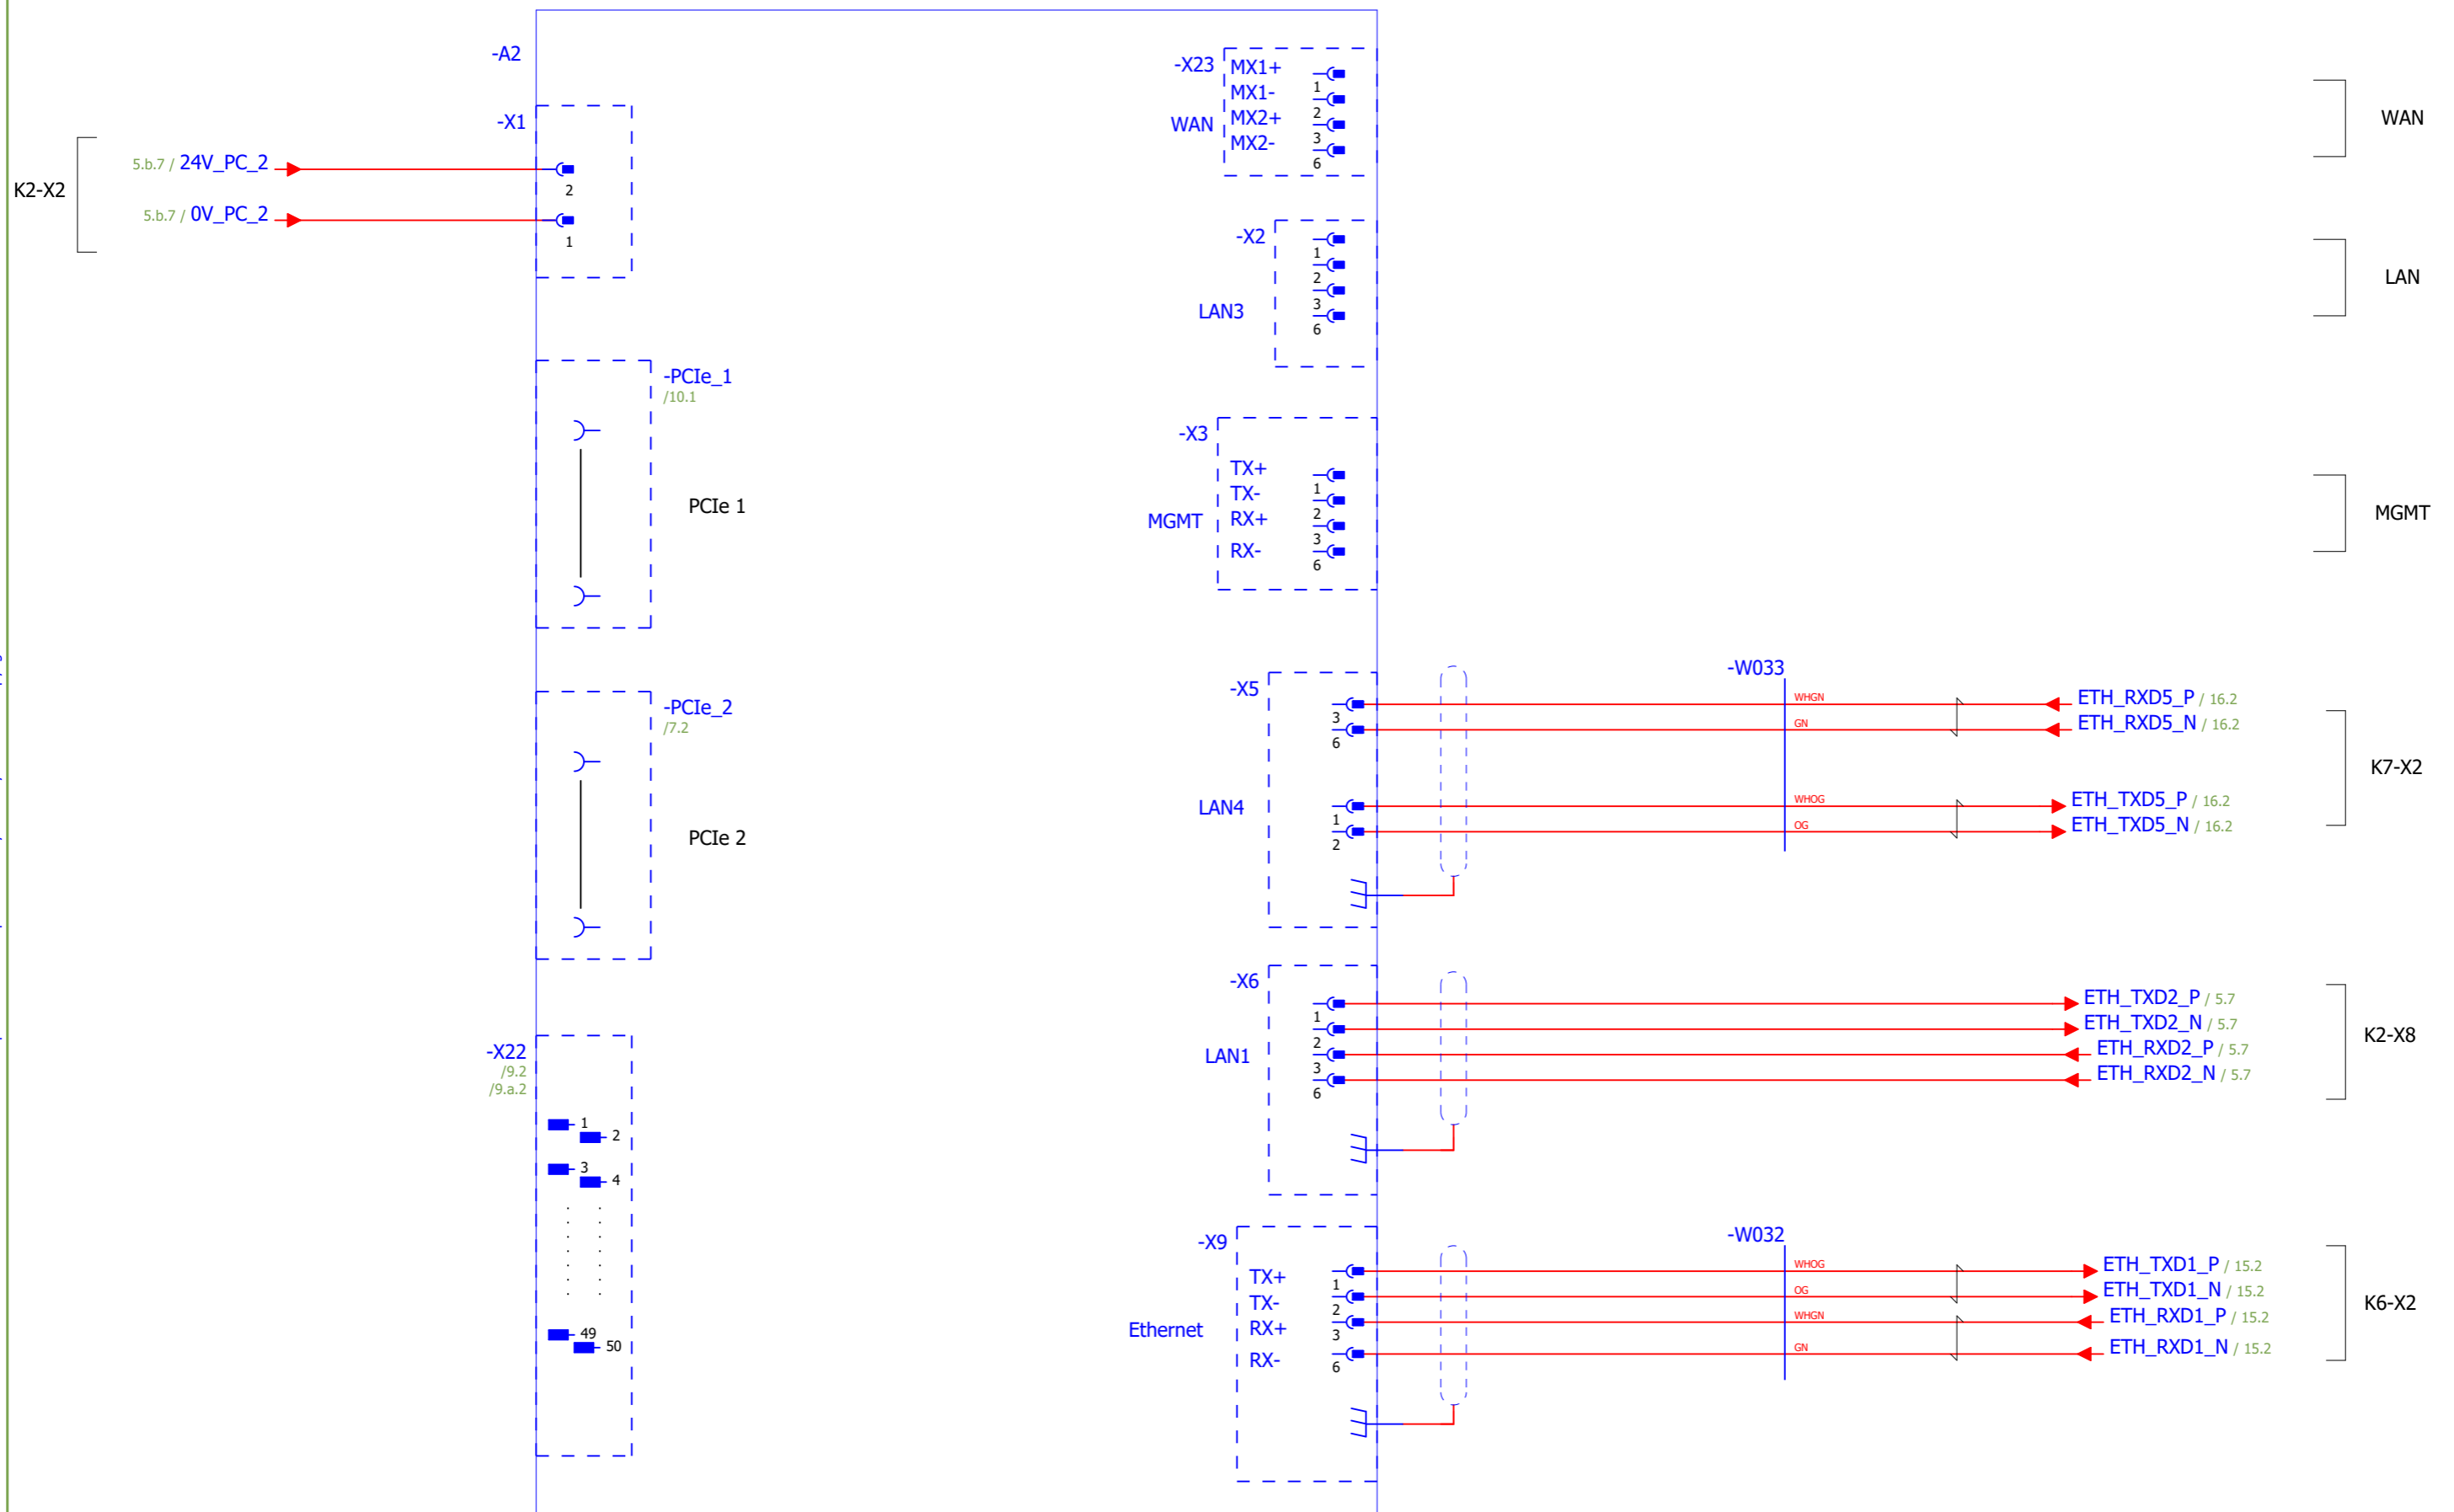 -A2
-X1
K2-X2
5.b.7 / 24V_PC_2
2
5.b.7 / 0V_PC_2
1
-PCIe_1
/10.1
PCIe 1
-PCIe_2
/7.2
PCIe 2
-X22
/9.2
/9.a.2
1
2
3
4
49
50
-X23
WAN
MX1+
1
MX1-
2
MX2+
3
MX2-
6
WAN
-X2
LAN3
1
2
3
6
LAN
-X3
MGMT
TX+
1
TX-
2
RX+
3
RX-
6
MGMT
-X5
LAN4
-W033
3 WHGN ETH_RXD5_P / 16.2
6 GN ETH_RXD5_N / 16.2
1 WHOG ETH_TXD5_P / 16.2
2 OG ETH_TXD5_N / 16.2
K7-X2
-X6
LAN1
1 ETH_TXD2_P / 5.7
2 ETH_TXD2_N / 5.7
3 ETH_RXD2_P / 5.7
6 ETH_RXD2_N / 5.7
K2-X8
-X9
Ethernet
-W032
TX+ 1 WHOG ETH_TXD1_P / 15.2
TX- 2 OG ETH_TXD1_N / 15.2
RX+ 3 WHGN ETH_RXD1_P / 15.2
RX- 6 GN ETH_RXD1_N / 15.2
K6-X2